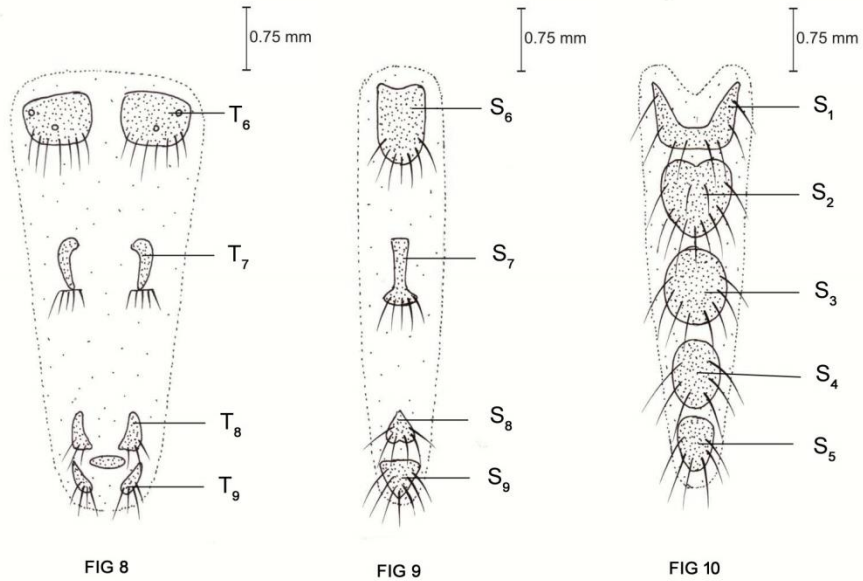 0.75 mm
T₆
T₇
T₈
T₉
FIG 8
0.75 mm
S₆
S₇
S₈
S₉
FIG 9
0.75 mm
S₁
S₂
S₃
S₄
S₅
FIG 10